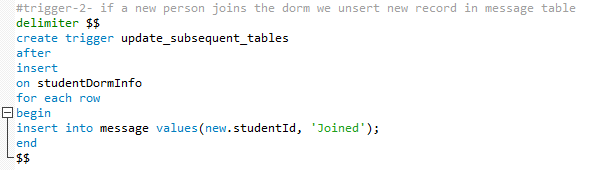 #trigger-2- if a new person joins the dorm we unsert new record in message table
delimiter $$
create trigger update_subsequent_tables
after
insert
on studentDormInfo
for each row
begin
insert into message values(new.studentId, 'Joined');
end
$$